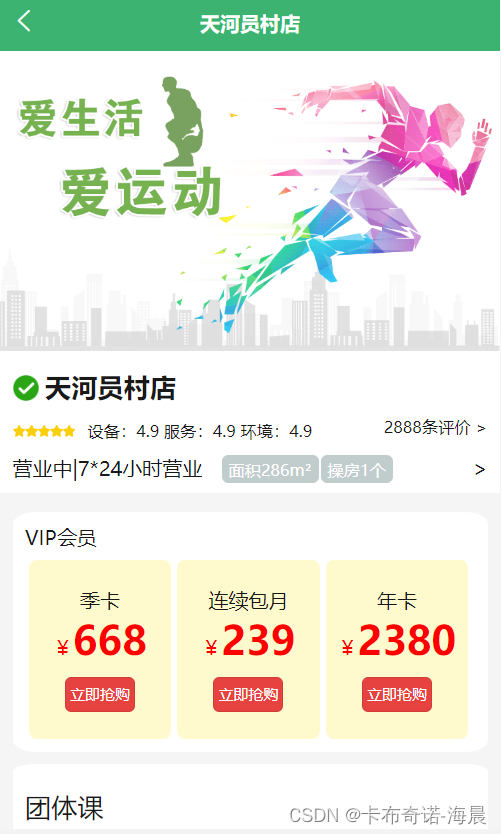 天河员村店
爱生活
爱运动
天河员村店
设备：4.9 服务：4.9 环境：4.9 2888条评价 >
营业中|7*24小时营业 面积286m² 操房1个 >
VIP会员
季卡 连续包月 年卡
¥668 ¥239 ¥2380
立即抢购 立即抢购 立即抢购
团体课
CSDN @卡布奇诺-海晨